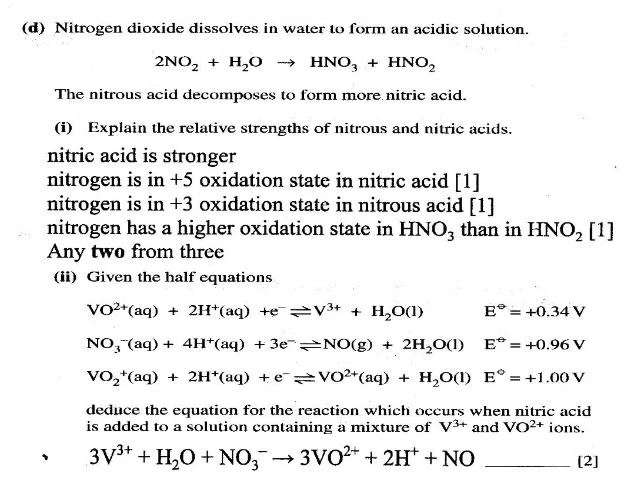 (d) Nitrogen dioxide dissolves in water to form an acidic solution.
2NO₂ + H₂O → HNO₃ + HNO₂
The nitrous acid decomposes to form more nitric acid.
(i) Explain the relative strengths of nitrous and nitric acids.
nitric acid is stronger
nitrogen is in +5 oxidation state in nitric acid [1]
nitrogen is in +3 oxidation state in nitrous acid [1]
nitrogen has a higher oxidation state in HNO₃ than in HNO₂ [1]
Any two from three
(ii) Given the half equations
VO²⁺(aq) + 2H⁺(aq) +e⁻ ⇌ V³⁺ + H₂O(l) E⦵ = +0.34 V
NO₃⁻(aq) + 4H⁺(aq) + 3e⁻ ⇌ NO(g) + 2H₂O(l) E⦵ = +0.96 V
VO₂⁺(aq) + 2H⁺(aq) + e⁻ ⇌ VO²⁺(aq) + H₂O(l) E⦵ = +1.00 V
deduce the equation for the reaction which occurs when nitric acid
is added to a solution containing a mixture of V³⁺ and VO²⁺ ions.
3V³⁺ + H₂O + NO₃⁻ → 3VO²⁺ + 2H⁺ + NO ________ [2]